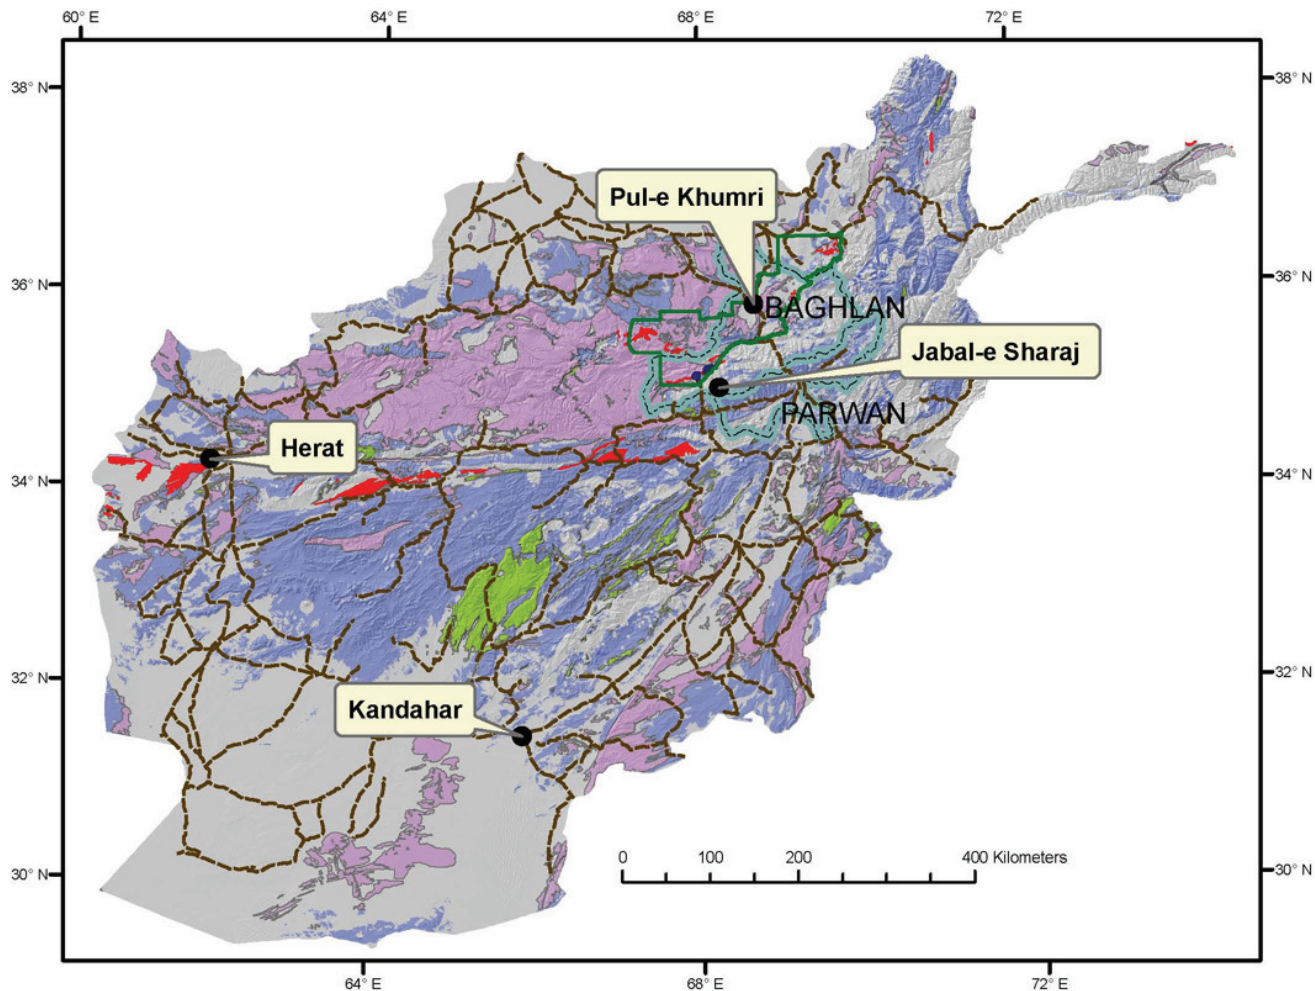 60° E
64° E
68° E
72° E
38° N
38° N
Pul-e Khumri
36° N
36° N
BAGHLAN
Jabal-e Sharaj
PARWAN
Herat
34° N
34° N
32° N
32° N
Kandahar
0 100 200 400 Kilometers
30° N
30° N
64° E
68° E
72° E